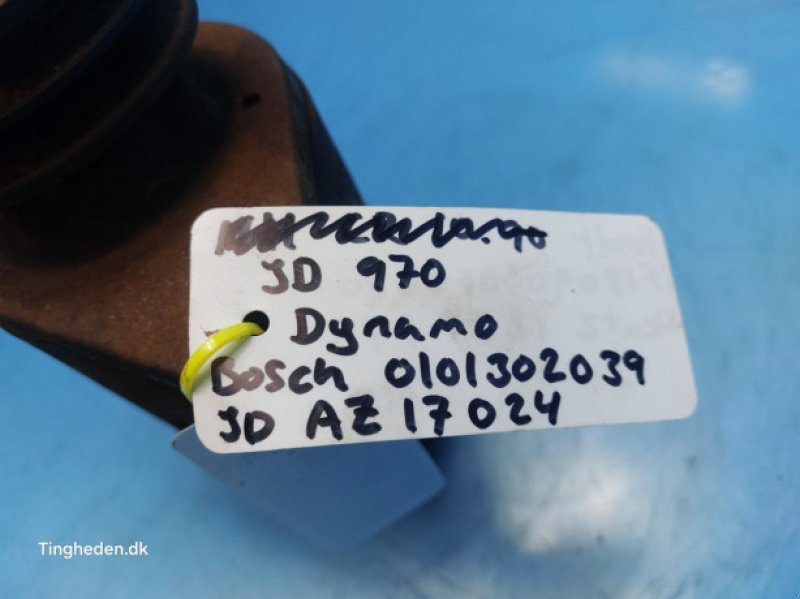 JD 970
Dynamo
Bosch 0101302039
JD AZ 17024
Tingheden.dk